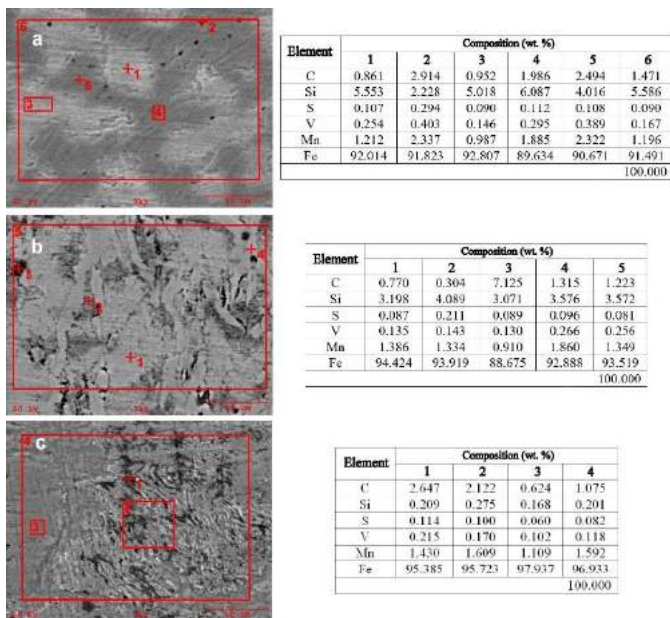 a
6
2
1
5
3
4
Element Composition (wt. %)
1 2 3 4 5 6
C 0.861 2.914 0.952 1.986 2.494 1.471
Si 5.553 2.228 5.018 6.087 4.016 5.586
S 0.107 0.294 0.090 0.112 0.108 0.090
V 0.254 0.403 0.146 0.295 0.389 0.167
Mn 1.212 2.337 0.987 1.885 2.322 1.196
Fe 92.014 91.823 92.807 89.634 90.671 91.491
100.000
b
4
1
Element Composition (wt. %)
1 2 3 4 5
C 0.770 0.304 7.125 1.315 1.223
Si 3.198 4.089 3.071 3.576 3.572
S 0.087 0.211 0.089 0.096 0.081
V 0.135 0.143 0.130 0.266 0.256
Mn 1.386 1.334 0.910 1.860 1.349
Fe 94.424 93.919 88.675 92.888 93.519
100.000
c
1
3
Element Composition (wt. %)
1 2 3 4
C 2.647 2.122 0.624 1.075
Si 0.209 0.275 0.168 0.201
S 0.114 0.100 0.060 0.082
V 0.215 0.170 0.102 0.118
Mn 1.430 1.609 1.109 1.592
Fe 95.385 95.723 97.937 96.933
100.000